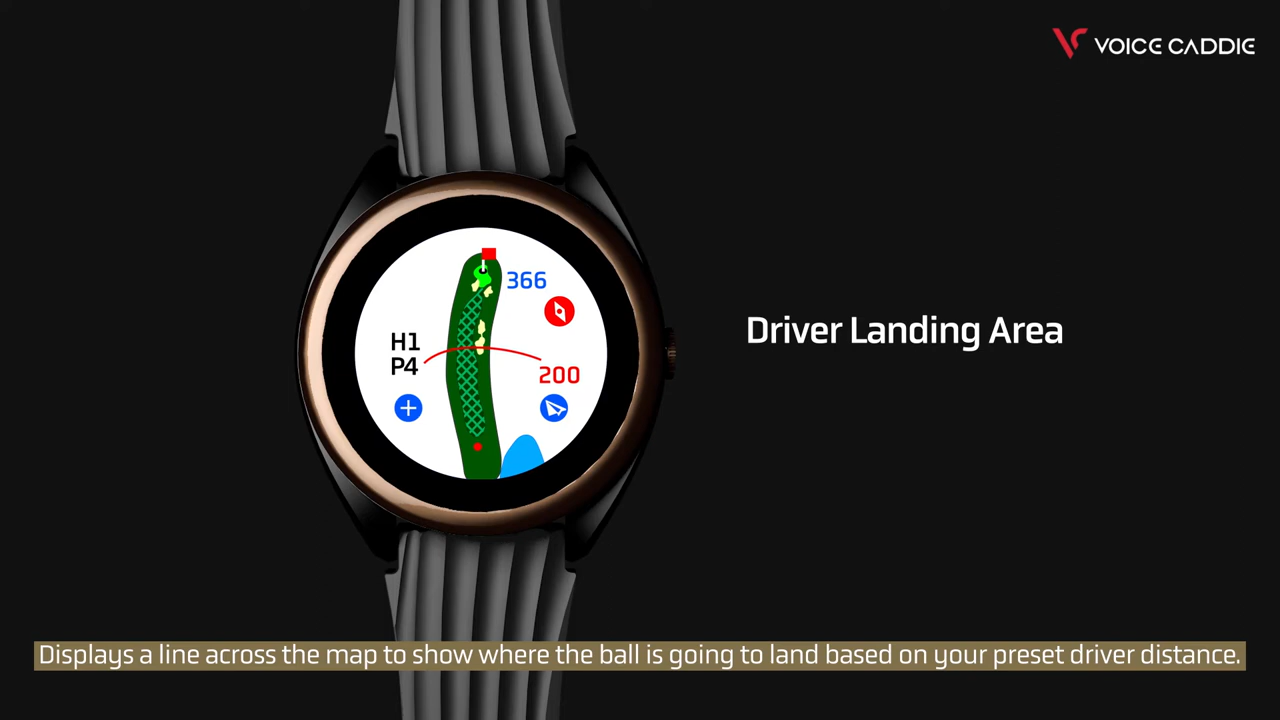 VOICE CADDIE
366
H1
P4
200
Driver Landing Area
Displays a line across the map to show where the ball is going to land based on your preset driver distance.